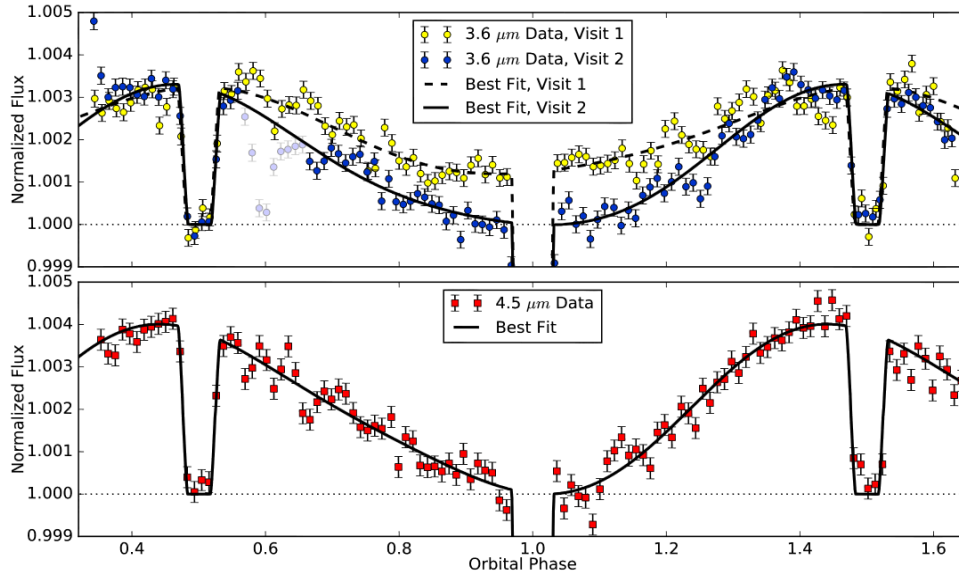 1.005
1.004
1.003
1.002
1.001
1.000
0.999
Normalized Flux
3.6 μm Data, Visit 1
3.6 μm Data, Visit 2
Best Fit, Visit 1
Best Fit, Visit 2
1.005
1.004
1.003
1.002
1.001
1.000
0.999
Normalized Flux
4.5 μm Data
Best Fit
0.4 0.6 0.8 1.0 1.2 1.4 1.6
Orbital Phase